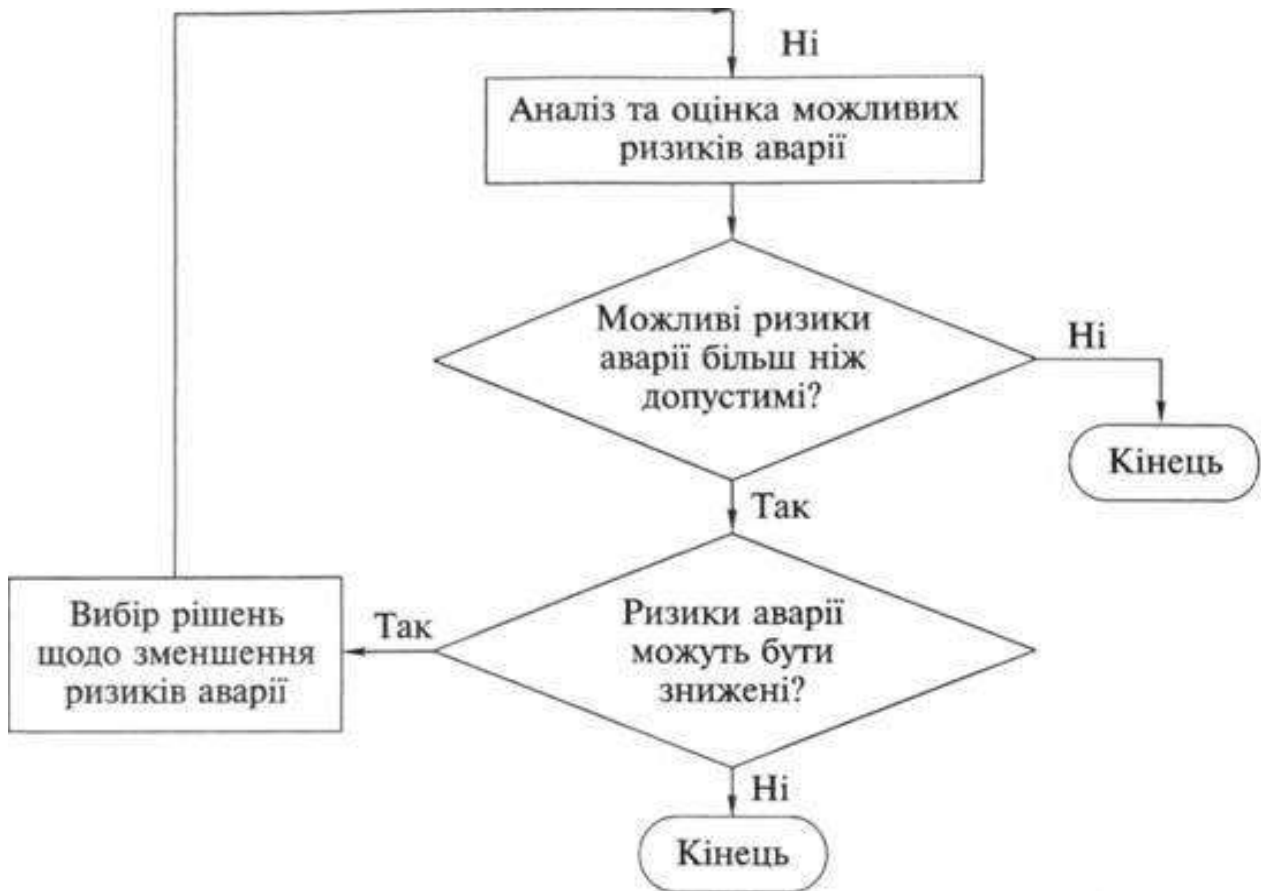 Ні
Аналіз та оцінка можливих
ризиків аварії
Можливі ризики
аварії більш ніж
допустимі?
Ні
Кінець
Так
Ризики аварії
можуть бути
знижені?
Так
Вибір рішень
щодо зменшення
ризиків аварії
Ні
Кінець